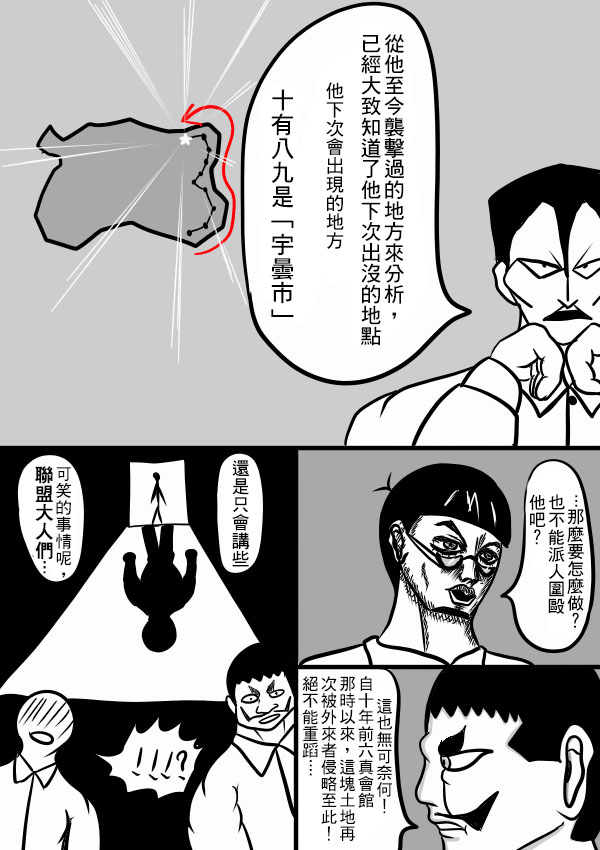 從他至今襲擊過的地方來分析，
已經大致知道了他下次出沒的地點
他下次會出現的地方
十有八九是「宇曇市」
…那麼要怎麼做？
也不能派人圍毆
他吧？
這也無可奈何！
自十年前六真會館
那時以來，這塊土地再
次被外來者侵略至此！
絕不能重蹈…
還是只會講些
可笑的事情呢，
聯盟大人們…
!!!?